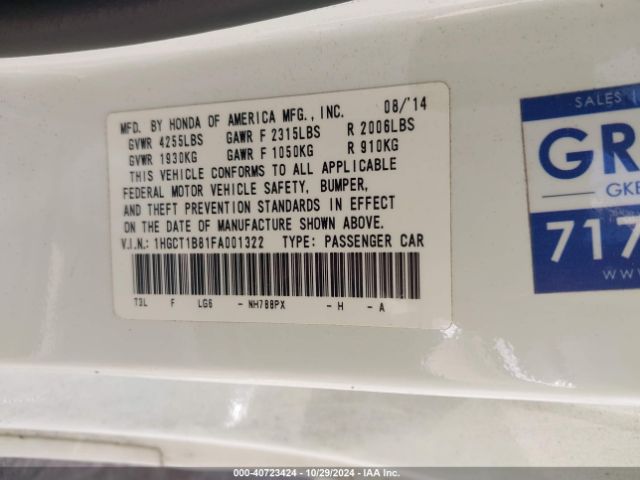 MFD. BY HONDA OF AMERICA MFG., INC. 08/'14
GVWR 4255LBS GAWR F 2315LBS R 2006LBS
GVWR 1930KG GAWR F 1050KG R 910KG
THIS VEHICLE CONFORMS TO ALL APPLICABLE
FEDERAL MOTOR VEHICLE SAFETY, BUMPER,
AND THEFT PREVENTION STANDARDS IN EFFECT
ON THE DATE OF MANUFACTURE SHOWN ABOVE.
V.I.N.: 1HGCT1B81FA001322 TYPE: PASSENGER CAR
T3L F LG6 - NH788PX - H - A
SALES
GR
GKE
717
www
000-40723424 - 10/29/2024 - IAA Inc.